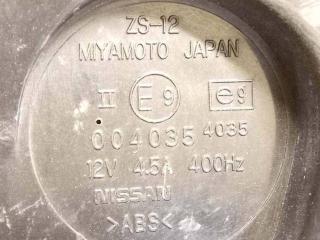 ZS-12
MIYAMOTO JAPAN
II E9 e9
004035 4035
12V 4.5A 400Hz
NISSAN
>ABS<